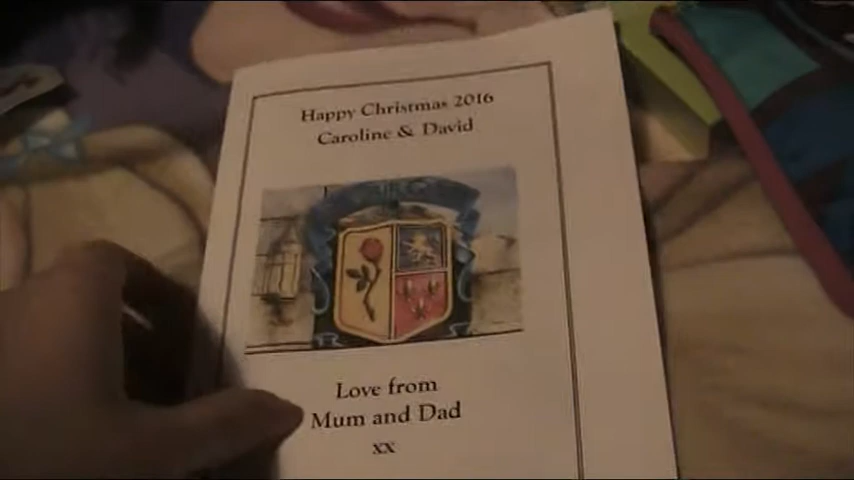 Happy Christmas 2016
Caroline & David
Love from
Mum and Dad
xx